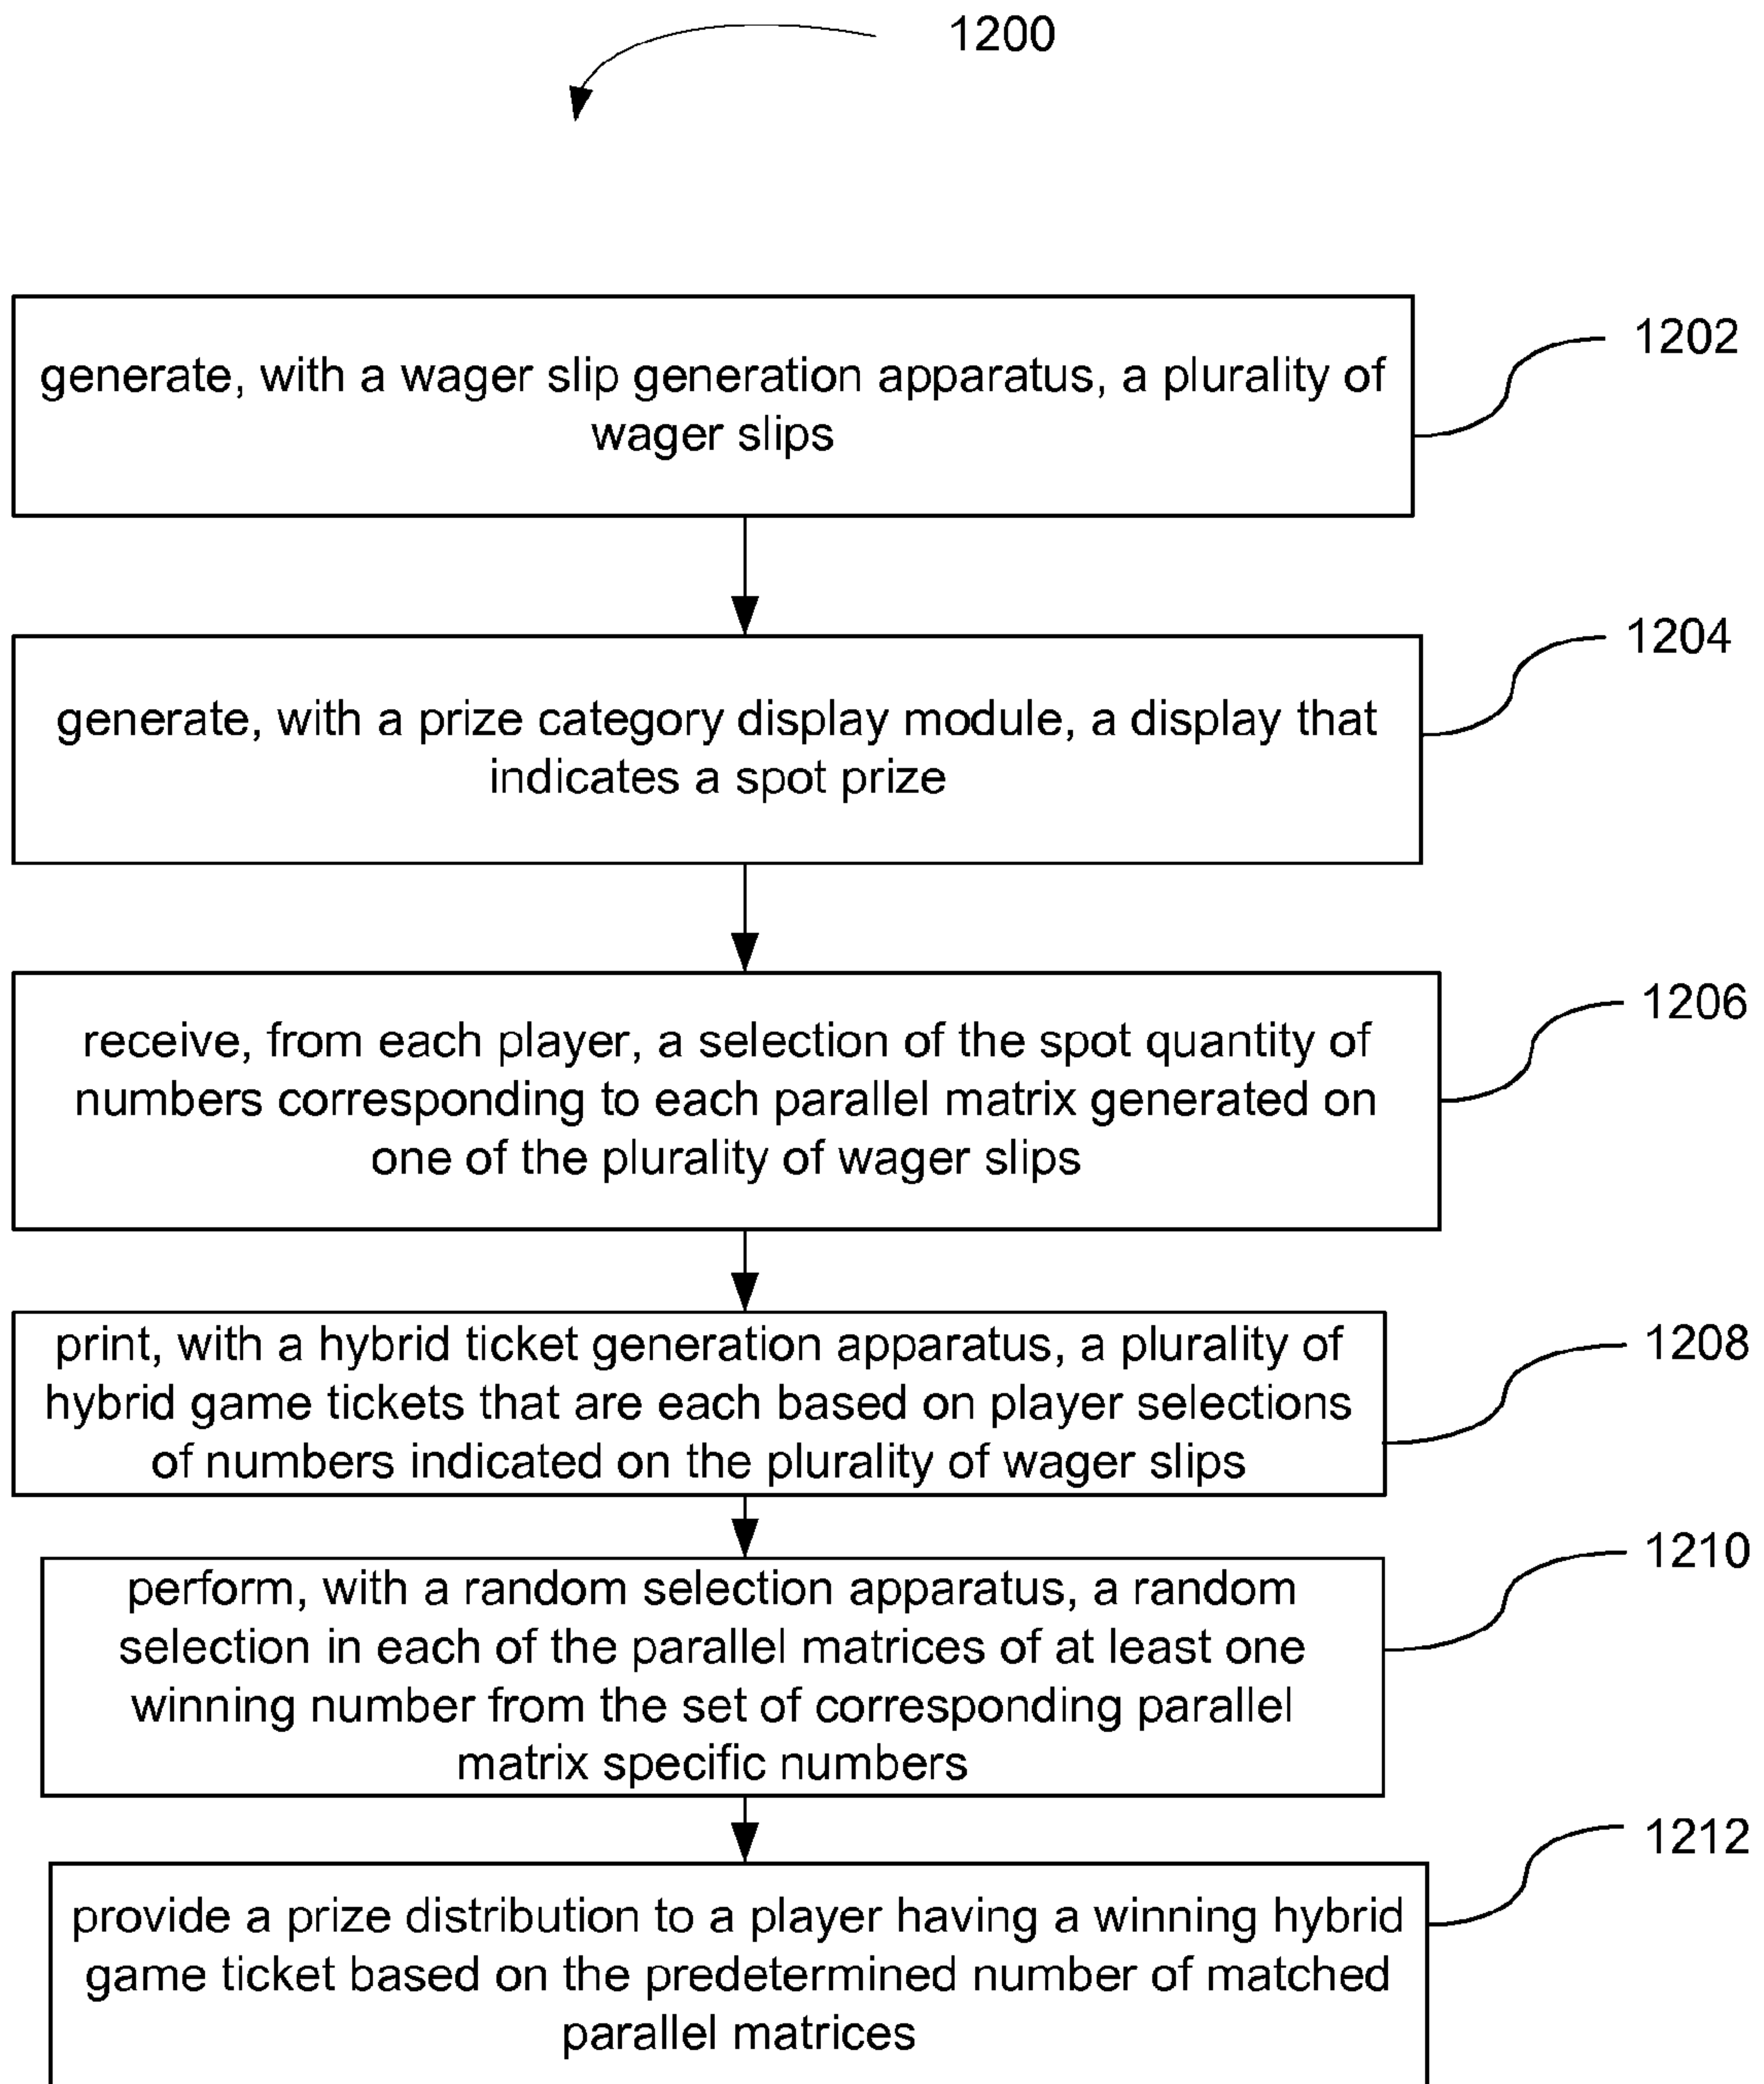 1200
generate, with a wager slip generation apparatus, a plurality of
wager slips
1202
generate, with a prize category display module, a display that
indicates a spot prize
1204
receive, from each player, a selection of the spot quantity of
numbers corresponding to each parallel matrix generated on
one of the plurality of wager slips
1206
print, with a hybrid ticket generation apparatus, a plurality of
hybrid game tickets that are each based on player selections
of numbers indicated on the plurality of wager slips
1208
perform, with a random selection apparatus, a random
selection in each of the parallel matrices of at least one
winning number from the set of corresponding parallel
matrix specific numbers
1210
provide a prize distribution to a player having a winning hybrid
game ticket based on the predetermined number of matched
parallel matrices
1212